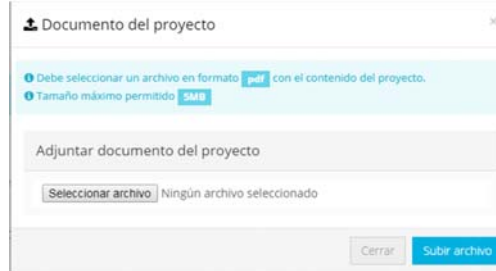 Documento del proyecto
Debe seleccionar un archivo en formato pdf con el contenido del proyecto.
Tamaño máximo permitido 5MB
Adjuntar documento del proyecto
Seleccionar archivo Ningún archivo seleccionado
Cerrar Subir archivo